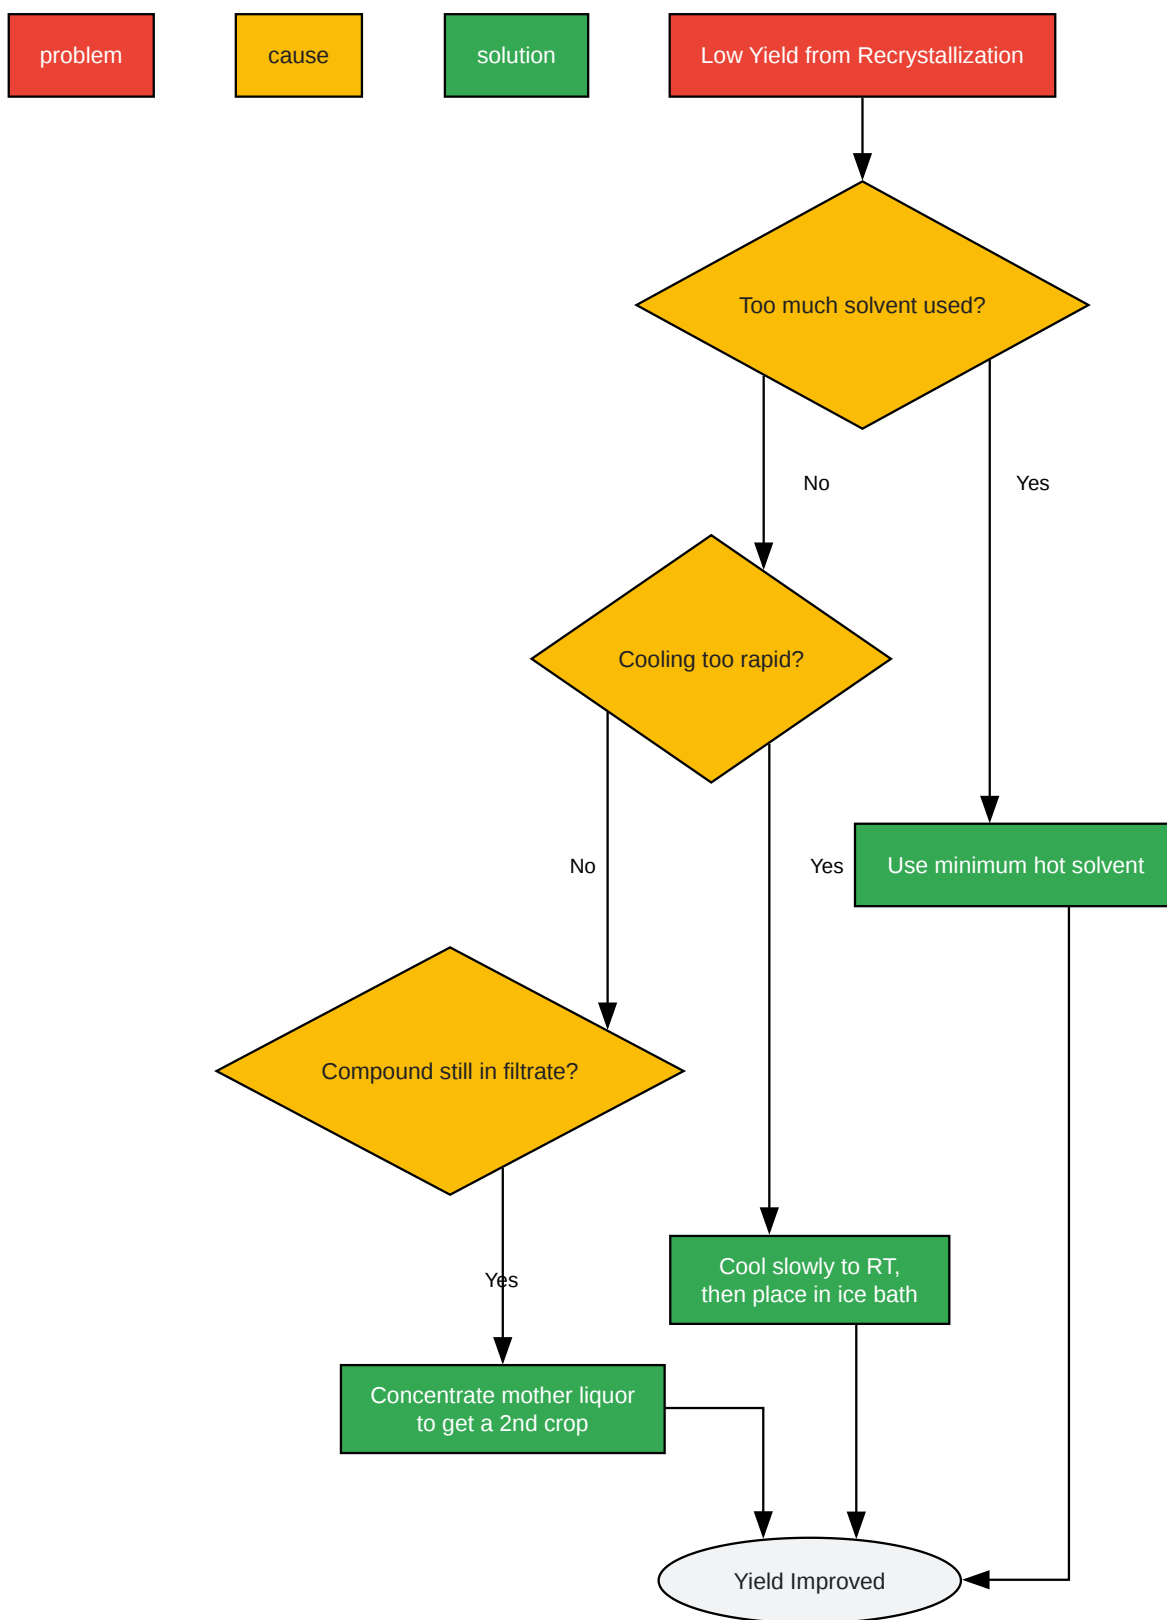 problem
cause
solution
Low Yield from Recrystallization
Too much solvent used?
No
Yes
Cooling too rapid?
No
Yes
Use minimum hot solvent
Compound still in filtrate?
Cool slowly to RT,
then place in ice bath
Yes
Concentrate mother liquor
to get a 2nd crop
Yield Improved